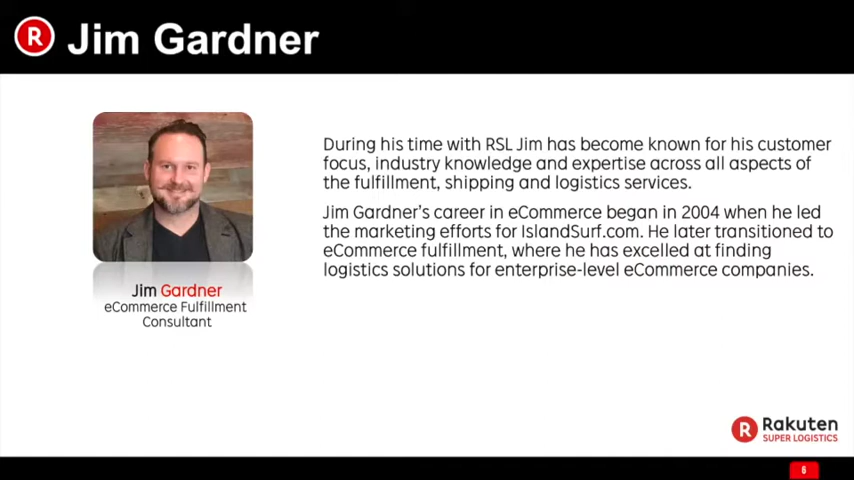 R Jim Gardner
During his time with RSL Jim has become known for his customer
focus, industry knowledge and expertise across all aspects of
the fulfillment, shipping and logistics services.
Jim Gardner's career in eCommerce began in 2004 when he led
the marketing efforts for IslandSurf.com. He later transitioned to
eCommerce fulfillment, where he has excelled at finding
logistics solutions for enterprise-level eCommerce companies.
Jim Gardner
eCommerce Fulfillment
Consultant
R Rakuten
SUPER LOGISTICS
6